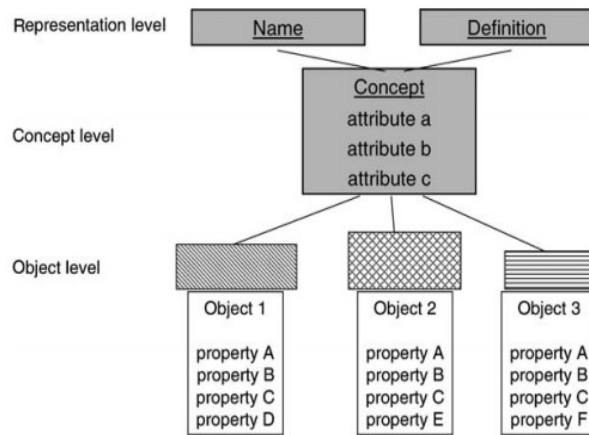 Representation level
Name
Definition
Concept level
Concept
attribute a
attribute b
attribute c
Object level
Object 1
property A
property B
property C
property D
Object 2
property A
property B
property C
property E
Object 3
property A
property B
property C
property F